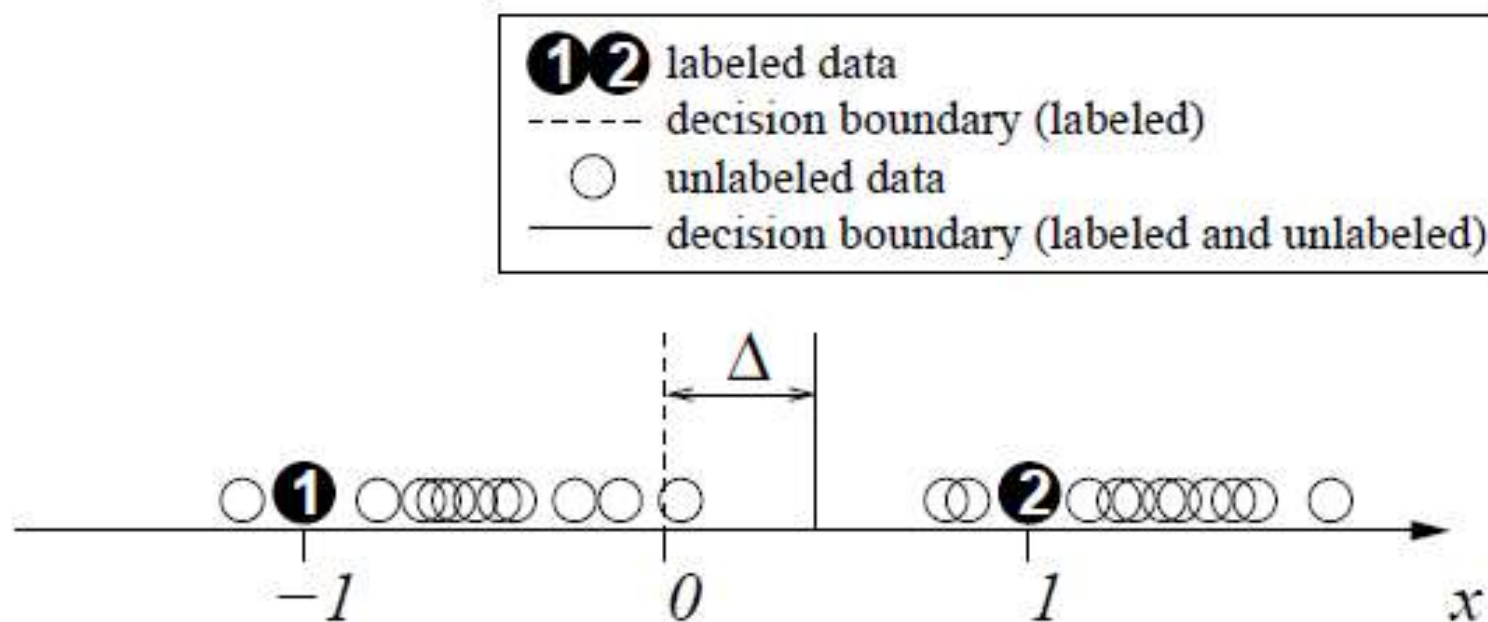 1 2 labeled data
decision boundary (labeled)
unlabeled data
decision boundary (labeled and unlabeled)
Δ
1 2
−1 0 1 x